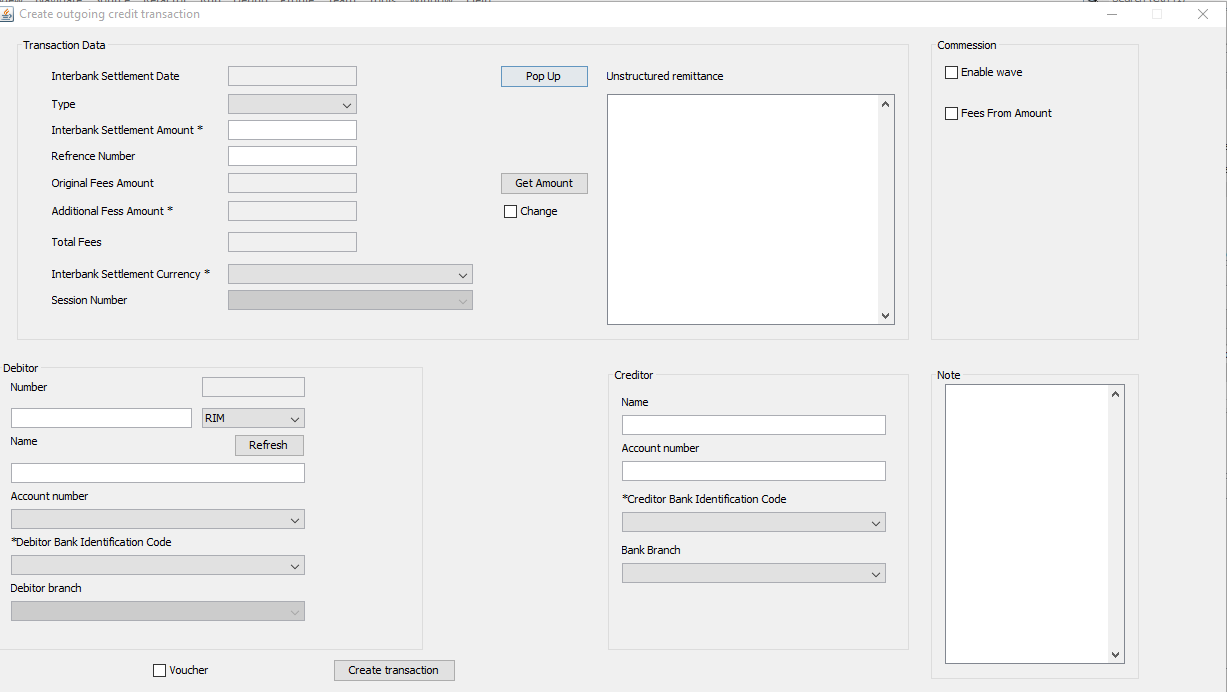 Create outgoing credit transaction
Transaction Data
Interbank Settlement Date
Pop Up
Unstructured remittance
Type
Interbank Settlement Amount *
Refrence Number
Original Fees Amount
Get Amount
Additional Fess Amount *
Change
Total Fees
Interbank Settlement Currency *
Session Number
Commession
Enable wave
Fees From Amount
Debitor
Number
RIM
Name
Refresh
Account number
*Debitor Bank Identification Code
Debitor branch
Creditor
Name
Account number
*Creditor Bank Identification Code
Bank Branch
Note
Voucher
Create transaction